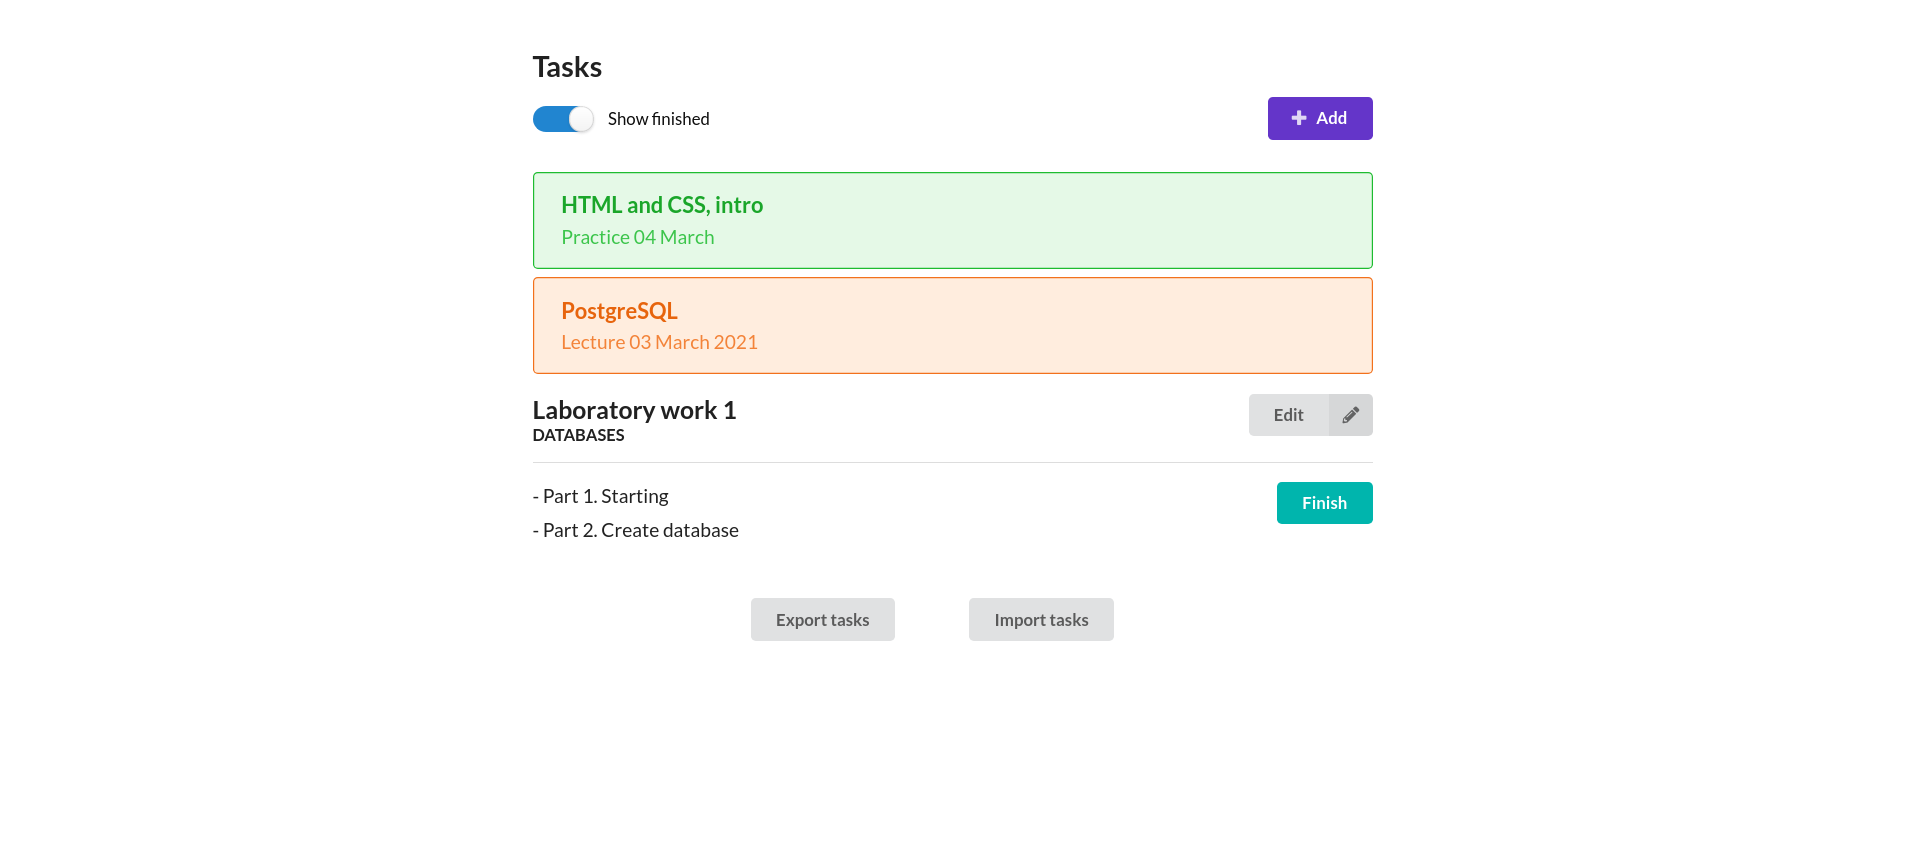 Tasks
Show finished
Add
HTML and CSS, intro
Practice 04 March
PostgreSQL
Lecture 03 March 2021
Laboratory work 1
DATABASES
Edit
- Part 1. Starting
- Part 2. Create database
Finish
Export tasks
Import tasks